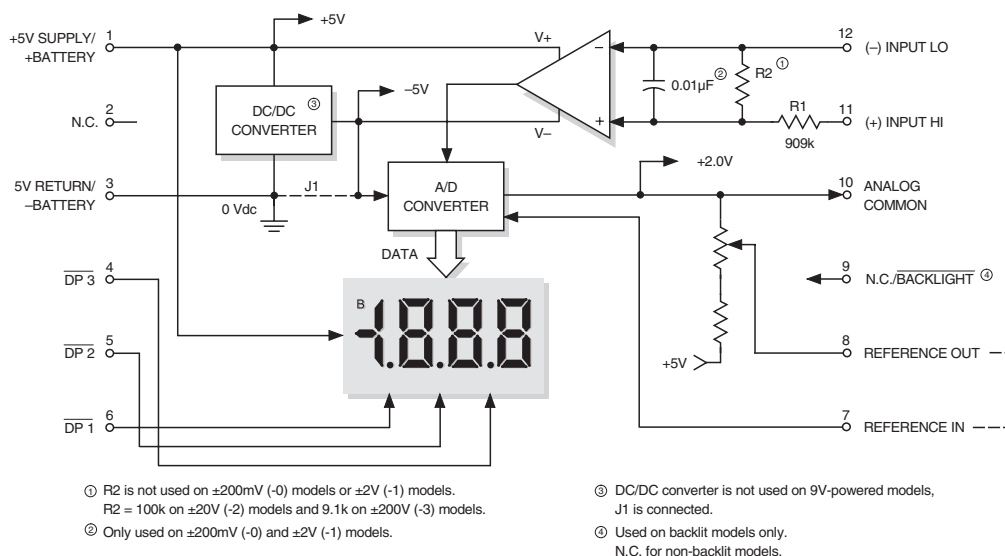 +5V SUPPLY/
+BATTERY
1
2
N.C.
5V RETURN/
–BATTERY
3
DP 3
4
DP 2
5
DP 1
6
+5V
V+
–5V
V–
DC/DC ③
CONVERTER
0 Vdc
J1
A/D
CONVERTER
DATA
B
–
+
0.01µF ②
R2 ①
R1
909k
+2.0V
+5V
12
(–) INPUT LO
11
(+) INPUT HI
10
ANALOG
COMMON
9
N.C./BACKLIGHT ④
8
REFERENCE OUT
7
REFERENCE IN
-18.8.8
① R2 is not used on ±200mV (-0) models or ±2V (-1) models.
R2 = 100k on ±20V (-2) models and 9.1k on ±200V (-3) models.
② Only used on ±200mV (-0) and ±2V (-1) models.
③ DC/DC converter is not used on 9V-powered models,
J1 is connected.
④ Used on backlit models only.
N.C. for non-backlit models.